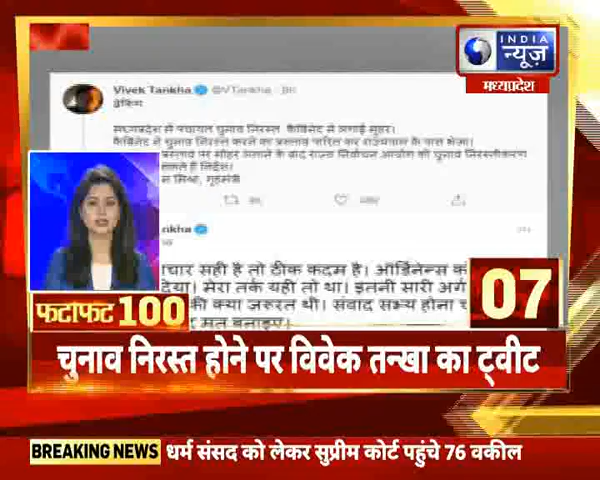 INDIA
न्यूज़
मध्यप्रदेश
Vivek Tankha @VTankha
ब्रेकिंग
मध्यप्रदेश में पंचायत चुनाव निरस्त कैबिनेट ने लगाई मुहर।
कैबिनेट ने चुनाव निरस्त करने का प्रस्ताव पारित कर राज्यपाल के पास भेजा।
प्रस्ताव पर मोहर लगाने के बाद राज्य निर्वाचन आयोग को चुनाव निरस्तीकरण
मिश्रा, गृहमंत्री
चार सही है तो ठीक कदम है। ऑर्डिनेन्स
मेरा तर्क यही तो था। इतनी सारी
की क्या जरूरत थी। संवाद सभ्य होना
मत बनाइए।
फटाफट 100
07
चुनाव निरस्त होने पर विवेक तन्खा का ट्वीट
BREAKING NEWS धर्म संसद को लेकर सुप्रीम कोर्ट पहुंचे 76 वकील